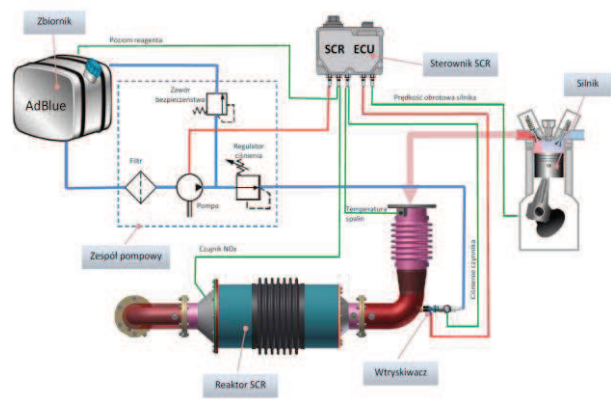 Zbiornik
AdBlue
Poziom reagenta
SCR ECU
Sterownik SCR
Prędkość obrotowa silnika
Silnik
Zawór
bezpieczeństwa
Regulator
ciśnienia
Filtr
Pompa
Zespół pompowy
Czujnik NOx
Temperatura
spalin
Ciśnienie czynnika
Wtryskiwacz
Reaktor SCR